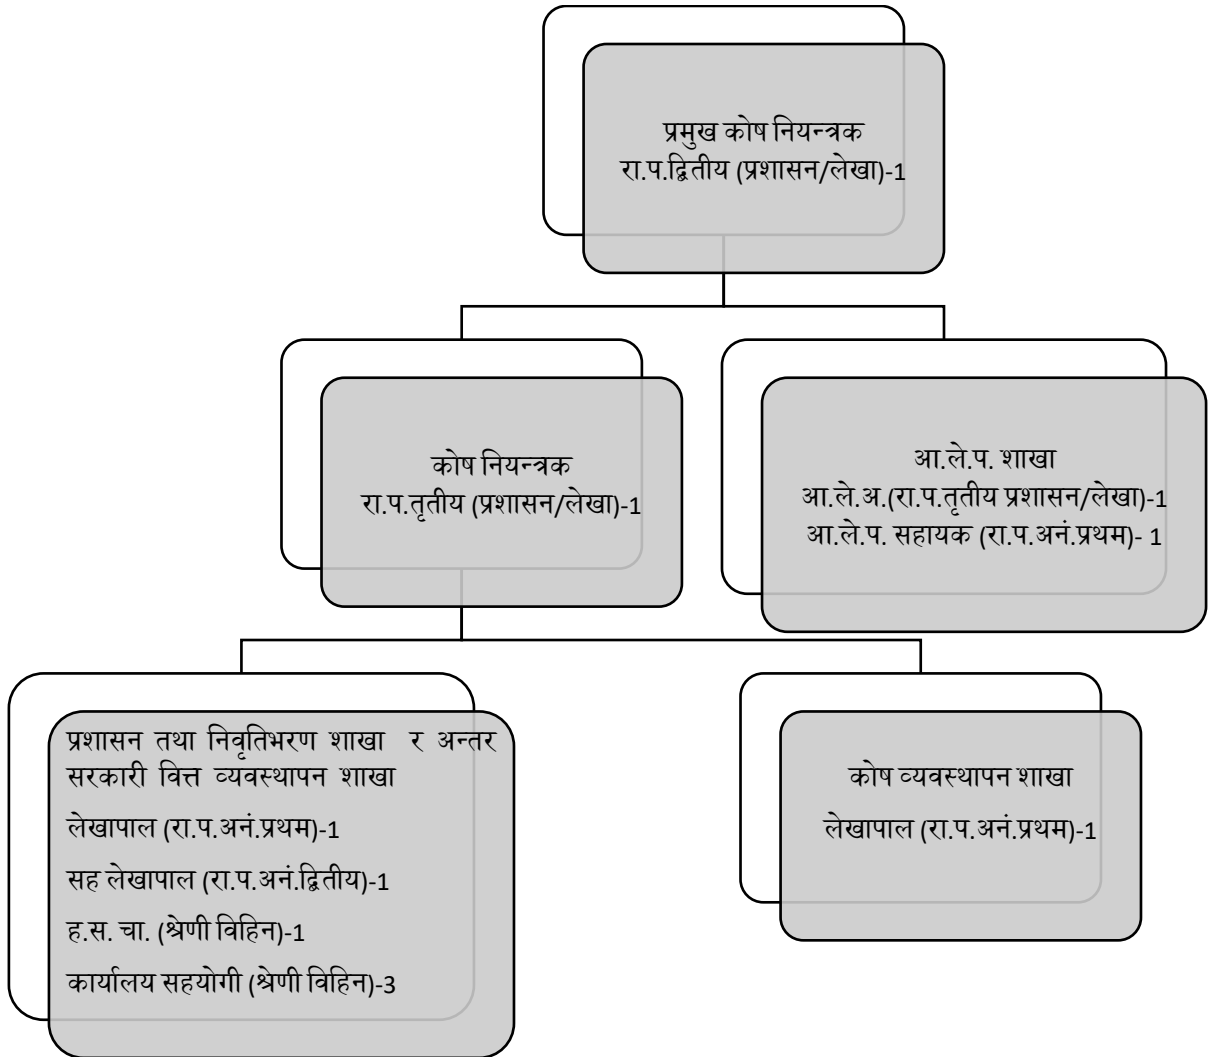 प्रमुख कोष नियन्त्रक
रा.प.द्वितीय (प्रशासन/लेखा)-1
कोष नियन्त्रक
रा.प.तृतीय (प्रशासन/लेखा)-1
आ.ले.प. शाखा
आ.ले.अ.(रा.प.तृतीय प्रशासन/लेखा)-1
आ.ले.प. सहायक (रा.प.अनं.प्रथम)- 1
प्रशासन तथा निवृतिभरण शाखा र अन्तर
सरकारी वित्त व्यवस्थापन शाखा
लेखापाल (रा.प.अनं.प्रथम)-1
सह लेखापाल (रा.प.अनं.द्वितीय)-1
ह.स. चा. (श्रेणी विहिन)-1
कार्यालय सहयोगी (श्रेणी विहिन)-3
कोष व्यवस्थापन शाखा
लेखापाल (रा.प.अनं.प्रथम)-1